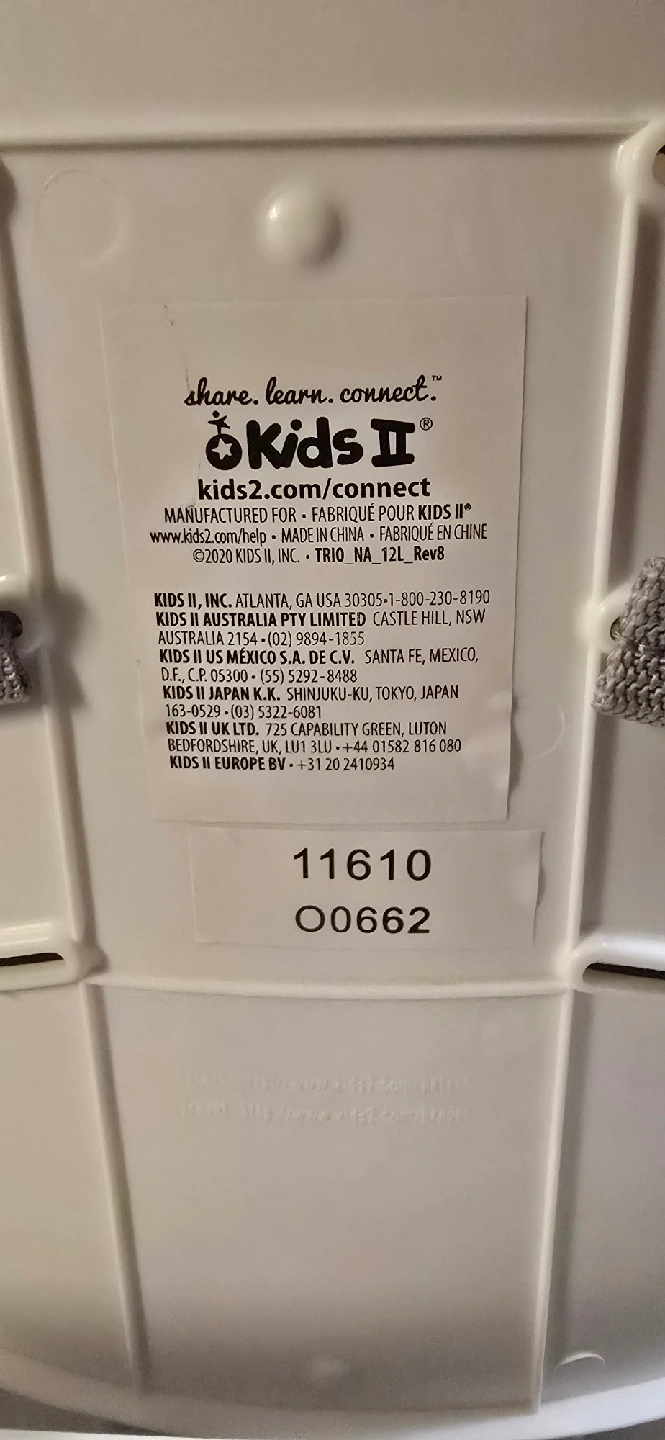 share. learn. connect.™
Kids II®
kids2.com/connect
MANUFACTURED FOR • FABRIQUÉ POUR KIDS II®
www.kids2.com/help • MADE IN CHINA • FABRIQUÉ EN CHINE
©2020 KIDS II, INC. • TRIO_NA_12L_Rev8
KIDS II, INC. ATLANTA, GA USA 30305•1-800-230-8190
KIDS II AUSTRALIA PTY LIMITED CASTLE HILL, NSW
AUSTRALIA 2154•(02) 9894-1855
KIDS II US MÉXICO S.A. DE C.V. SANTA FE, MEXICO,
D.F., C.P. 05300• (55) 5292-8488
KIDS II JAPAN K.K. SHINJUKU-KU, TOKYO, JAPAN
163-0529•(03) 5322-6081
KIDS II UK LTD. 725 CAPABILITY GREEN, LUTON
BEDFORDSHIRE, UK, LU1 3LU•+44 01582 816 080
KIDS II EUROPE BV• +31 20 2410934
11610
O0662